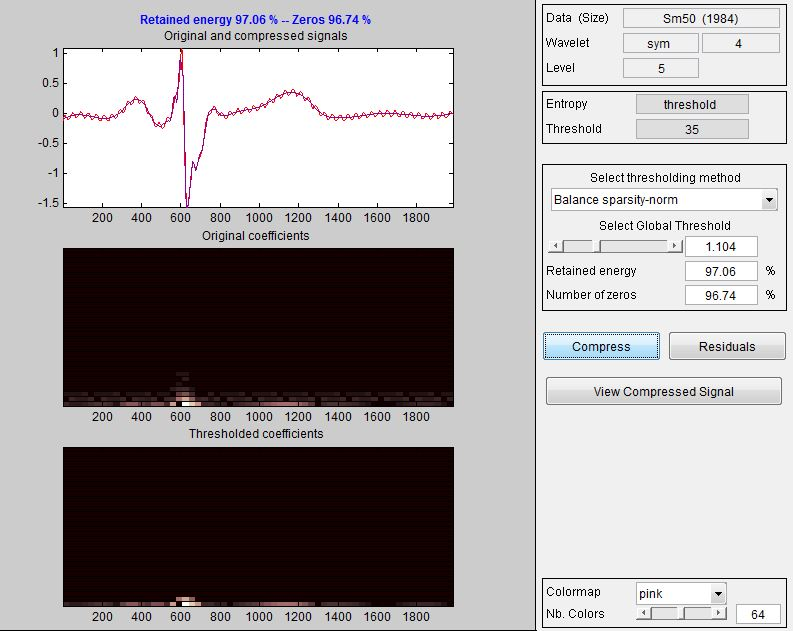 Retained energy 97.06 % -- Zeros 96.74 %
Original and compressed signals
1
0.5
0
-0.5
-1
-1.5
200 400 600 800 1000 1200 1400 1600 1800
Original coefficients
200 400 600 800 1000 1200 1400 1600 1800
Thresholded coefficients
200 400 600 800 1000 1200 1400 1600 1800
Data (Size) Sm50 (1984)
Wavelet sym 4
Level 5
Entropy threshold
Threshold 35
Select thresholding method
Balance sparsity-norm
Select Global Threshold
1.104
Retained energy 97.06 %
Number of zeros 96.74 %
Compress Residuals
View Compressed Signal
Colormap pink
Nb. Colors 64